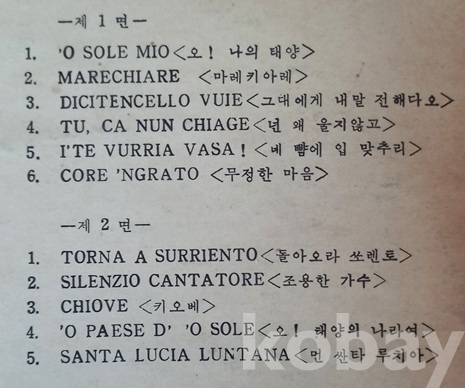 —제 1 면—
1. 'O SOLE MIO<오! 나의 태양>
2. MARECHIARE <마레키아레>
3. DICITENCELLO VUIE<그대에게 내말 전해다오>
4. TU, CA NUN CHIAGE<넌 왜 울지않고>
5. I'TE VURRIA VASA! <네 뺨에 입 맞추리>
6. CORE 'NGRATO <무정한 마음>
—제 2 면—
1. TORNA A SURRIENTO<돌아오라 쏘렌토>
2. SILENZIO CANTATORE<조용한 가수>
3. CHIOVE <키오베>
4. 'O PAESE D' 'O SOLE<오! 태양의 나라여>
5. SANTA LUCIA LUNTANA <먼 싼타 루치아>
kobay